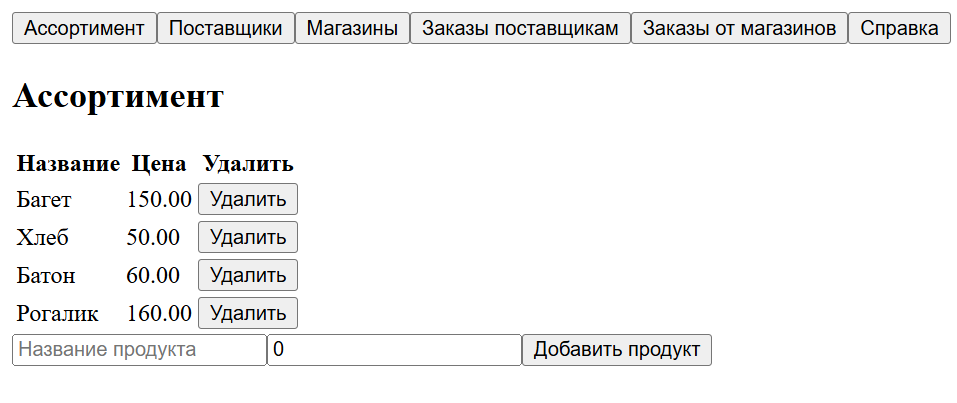 Ассортимент Поставщики Магазины Заказы поставщикам Заказы от магазинов Справка
Ассортимент
Название Цена Удалить
Багет 150.00 Удалить
Хлеб 50.00 Удалить
Батон 60.00 Удалить
Рогалик 160.00 Удалить
Название продукта 0 Добавить продукт